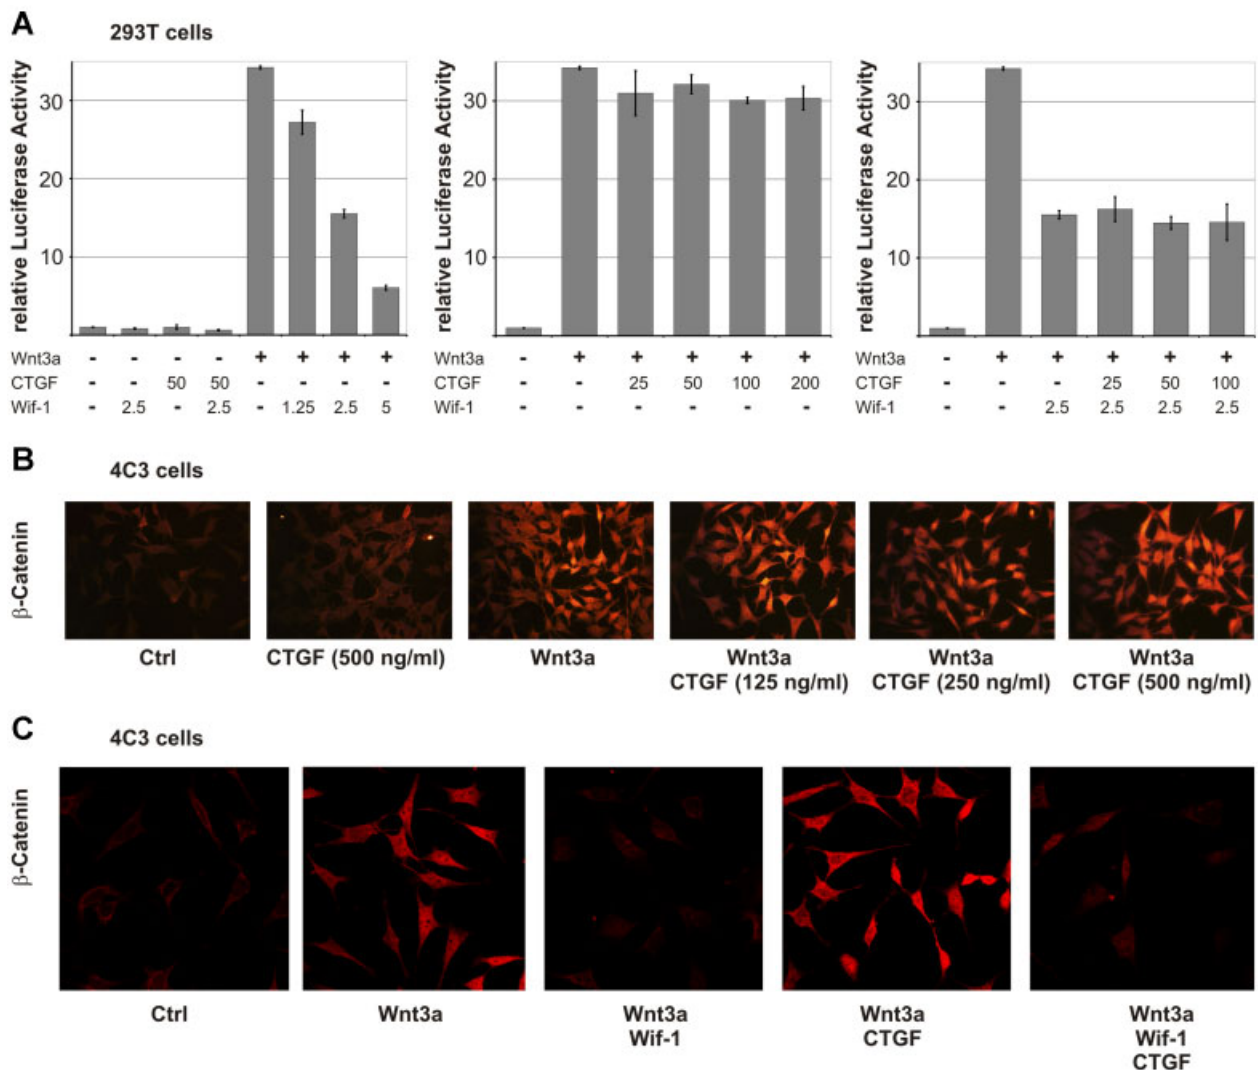 A
293T cells
relative Luciferase Activity
30
20
10
Wnt3a - - - - + + + +
CTGF - - 50 50 - - - -
Wif-1 - 2.5 - 2.5 - 1.25 2.5 5
relative Luciferase Activity
30
20
10
Wnt3a - + + + + +
CTGF - - 25 50 100 200
Wif-1 - - - - - -
relative Luciferase Activity
30
20
10
Wnt3a - + + + + +
CTGF - - - 25 50 100
Wif-1 - - 2.5 2.5 2.5 2.5
B
4C3 cells
β-Catenin
Ctrl
CTGF (500 ng/ml)
Wnt3a
Wnt3a
CTGF (125 ng/ml)
Wnt3a
CTGF (250 ng/ml)
Wnt3a
CTGF (500 ng/ml)
C
4C3 cells
β-Catenin
Ctrl
Wnt3a
Wnt3a
Wif-1
Wnt3a
CTGF
Wnt3a
Wif-1
CTGF